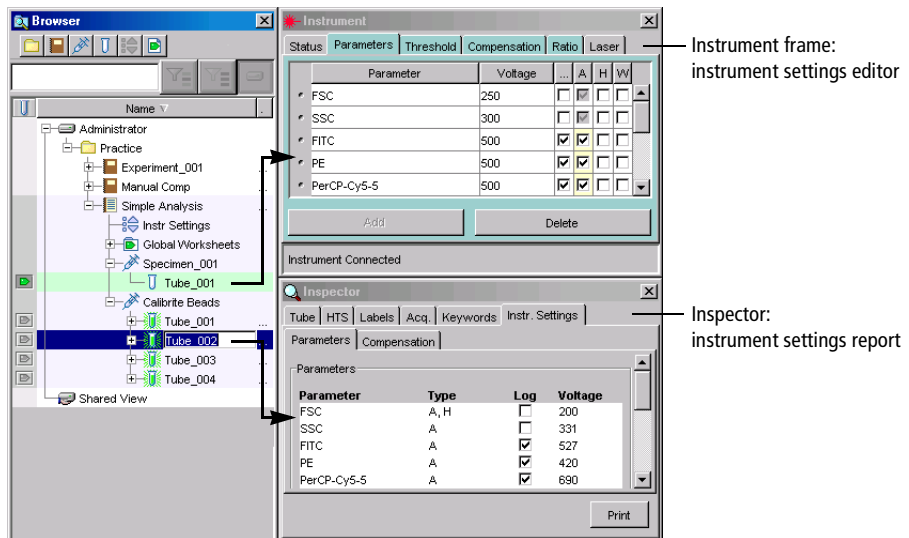 Browser
Name
Administrator
Practice
Experiment_001 ...
Manual Comp ...
Simple Analysis ...
Instr Settings
Global Worksheets
Specimen_001
Tube_001
Calibrite Beads
Tube_001 ...
Tube_002 ...
Tube_003 ...
Tube_004 ...
Shared View
Instrument
Status Parameters Threshold Compensation Ratio Laser
Parameter Voltage ... A H W
FSC 250
SSC 300
FITC 500
PE 500
PerCP-Cy5-5 500
Add Delete
Instrument Connected
Inspector
Tube HTS Labels Acq. Keywords Instr. Settings
Parameters Compensation
Parameters
Parameter Type Log Voltage
FSC A, H 200
SSC A 331
FITC A 527
PE A 420
PerCP-Cy5-5 A 690
Print
Instrument frame:
instrument settings editor
Inspector:
instrument settings report